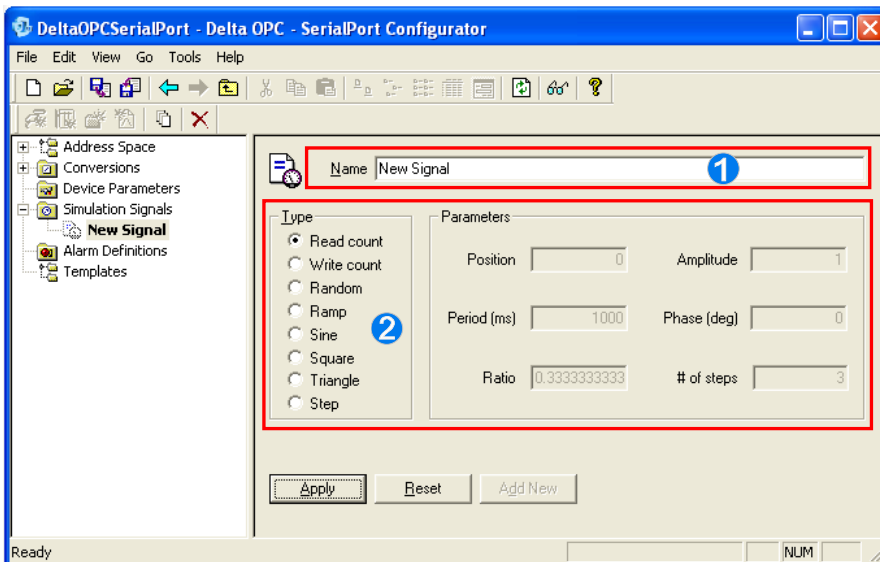 DeltaOPCSerialPort - Delta OPC - SerialPort Configurator
File Edit View Go Tools Help
Address Space
Conversions
Device Parameters
Simulation Signals
New Signal
Alarm Definitions
Templates
Name New Signal 1
Type
Read count
Write count
Random
Ramp
Sine
Square
Triangle
Step
2
Parameters
Position 0 Amplitude 1
Period (ms) 1000 Phase (deg) 0
Ratio 0.3333333333 # of steps 3
Apply Reset Add New
Ready NUM